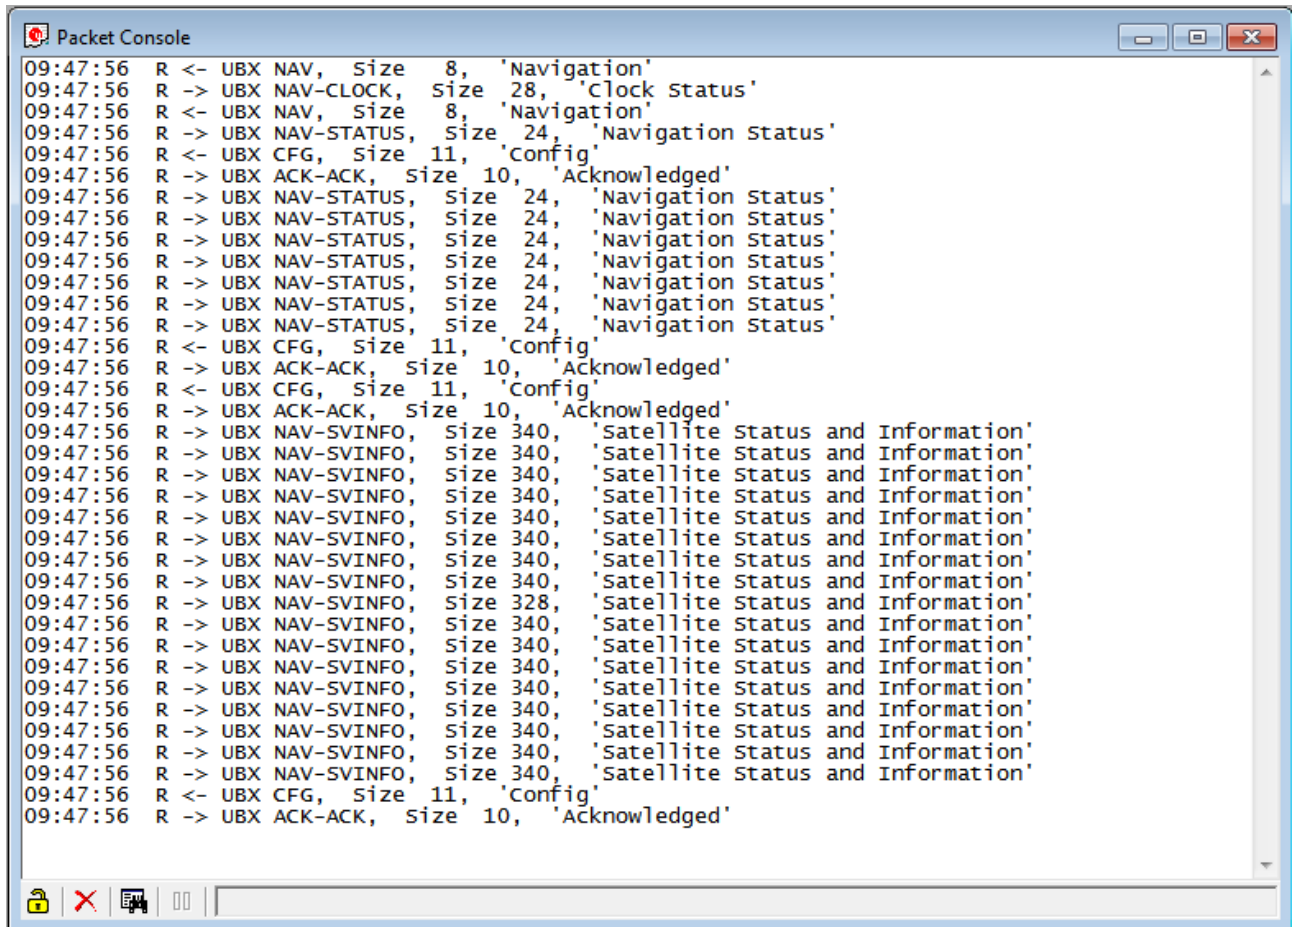 Packet Console
09:47:56  R <- UBX NAV,  Size   8,  'Navigation'
09:47:56  R -> UBX NAV-CLOCK,  Size  28,  'Clock Status'
09:47:56  R <- UBX NAV,  Size   8,  'Navigation'
09:47:56  R -> UBX NAV-STATUS,  Size  24,  'Navigation Status'
09:47:56  R <- UBX CFG,  Size  11,  'Config'
09:47:56  R -> UBX ACK-ACK,  Size  10,  'Acknowledged'
09:47:56  R -> UBX NAV-STATUS,  Size  24,  'Navigation Status'
09:47:56  R -> UBX NAV-STATUS,  Size  24,  'Navigation Status'
09:47:56  R -> UBX NAV-STATUS,  Size  24,  'Navigation Status'
09:47:56  R -> UBX NAV-STATUS,  Size  24,  'Navigation Status'
09:47:56  R -> UBX NAV-STATUS,  Size  24,  'Navigation Status'
09:47:56  R -> UBX NAV-STATUS,  Size  24,  'Navigation Status'
09:47:56  R -> UBX NAV-STATUS,  Size  24,  'Navigation Status'
09:47:56  R <- UBX CFG,  Size  11,  'Config'
09:47:56  R -> UBX ACK-ACK,  Size  10,  'Acknowledged'
09:47:56  R <- UBX CFG,  Size  11,  'Config'
09:47:56  R -> UBX ACK-ACK,  Size  10,  'Acknowledged'
09:47:56  R -> UBX NAV-SVINFO,  Size 340,  'Satellite Status and Information'
09:47:56  R -> UBX NAV-SVINFO,  Size 340,  'Satellite Status and Information'
09:47:56  R -> UBX NAV-SVINFO,  Size 340,  'Satellite Status and Information'
09:47:56  R -> UBX NAV-SVINFO,  Size 340,  'Satellite Status and Information'
09:47:56  R -> UBX NAV-SVINFO,  Size 340,  'Satellite Status and Information'
09:47:56  R -> UBX NAV-SVINFO,  Size 340,  'Satellite Status and Information'
09:47:56  R -> UBX NAV-SVINFO,  Size 340,  'Satellite Status and Information'
09:47:56  R -> UBX NAV-SVINFO,  Size 340,  'Satellite Status and Information'
09:47:56  R -> UBX NAV-SVINFO,  Size 328,  'Satellite Status and Information'
09:47:56  R -> UBX NAV-SVINFO,  Size 340,  'Satellite Status and Information'
09:47:56  R -> UBX NAV-SVINFO,  Size 340,  'Satellite Status and Information'
09:47:56  R -> UBX NAV-SVINFO,  Size 340,  'Satellite Status and Information'
09:47:56  R -> UBX NAV-SVINFO,  Size 340,  'Satellite Status and Information'
09:47:56  R -> UBX NAV-SVINFO,  Size 340,  'Satellite Status and Information'
09:47:56  R -> UBX NAV-SVINFO,  Size 340,  'Satellite Status and Information'
09:47:56  R -> UBX NAV-SVINFO,  Size 340,  'Satellite Status and Information'
09:47:56  R -> UBX NAV-SVINFO,  Size 340,  'Satellite Status and Information'
09:47:56  R <- UBX CFG,  Size  11,  'Config'
09:47:56  R -> UBX ACK-ACK,  Size  10,  'Acknowledged'